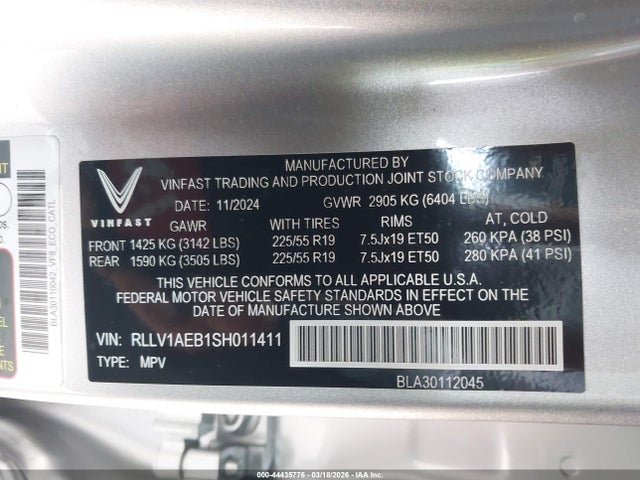 MANUFACTURED BY
VINFAST TRADING AND PRODUCTION JOINT STOCK COMPANY
VINFAST
DATE: 11/2024 GVWR 2905 KG (6404 LBS)
GAWR WITH TIRES RIMS AT, COLD
FRONT 1425 KG (3142 LBS) 225/55 R19 7.5Jx19 ET50 260 KPA (38 PSI)
REAR 1590 KG (3505 LBS) 225/55 R19 7.5Jx19 ET50 280 KPA (41 PSI)
THIS VEHICLE CONFORMS TO ALL APPLICABLE U.S.A.
FEDERAL MOTOR VEHICLE SAFETY STANDARDS IN EFFECT ON THE
DATE OF MANUFACTURE SHOWN ABOVE
VIN: RLLV1AEB1SH011411
TYPE: MPV
BLA30112045
BLA30110042_VF8_ECO_CATL
000-44435776 - 03/18/2026 - IAA, Inc.